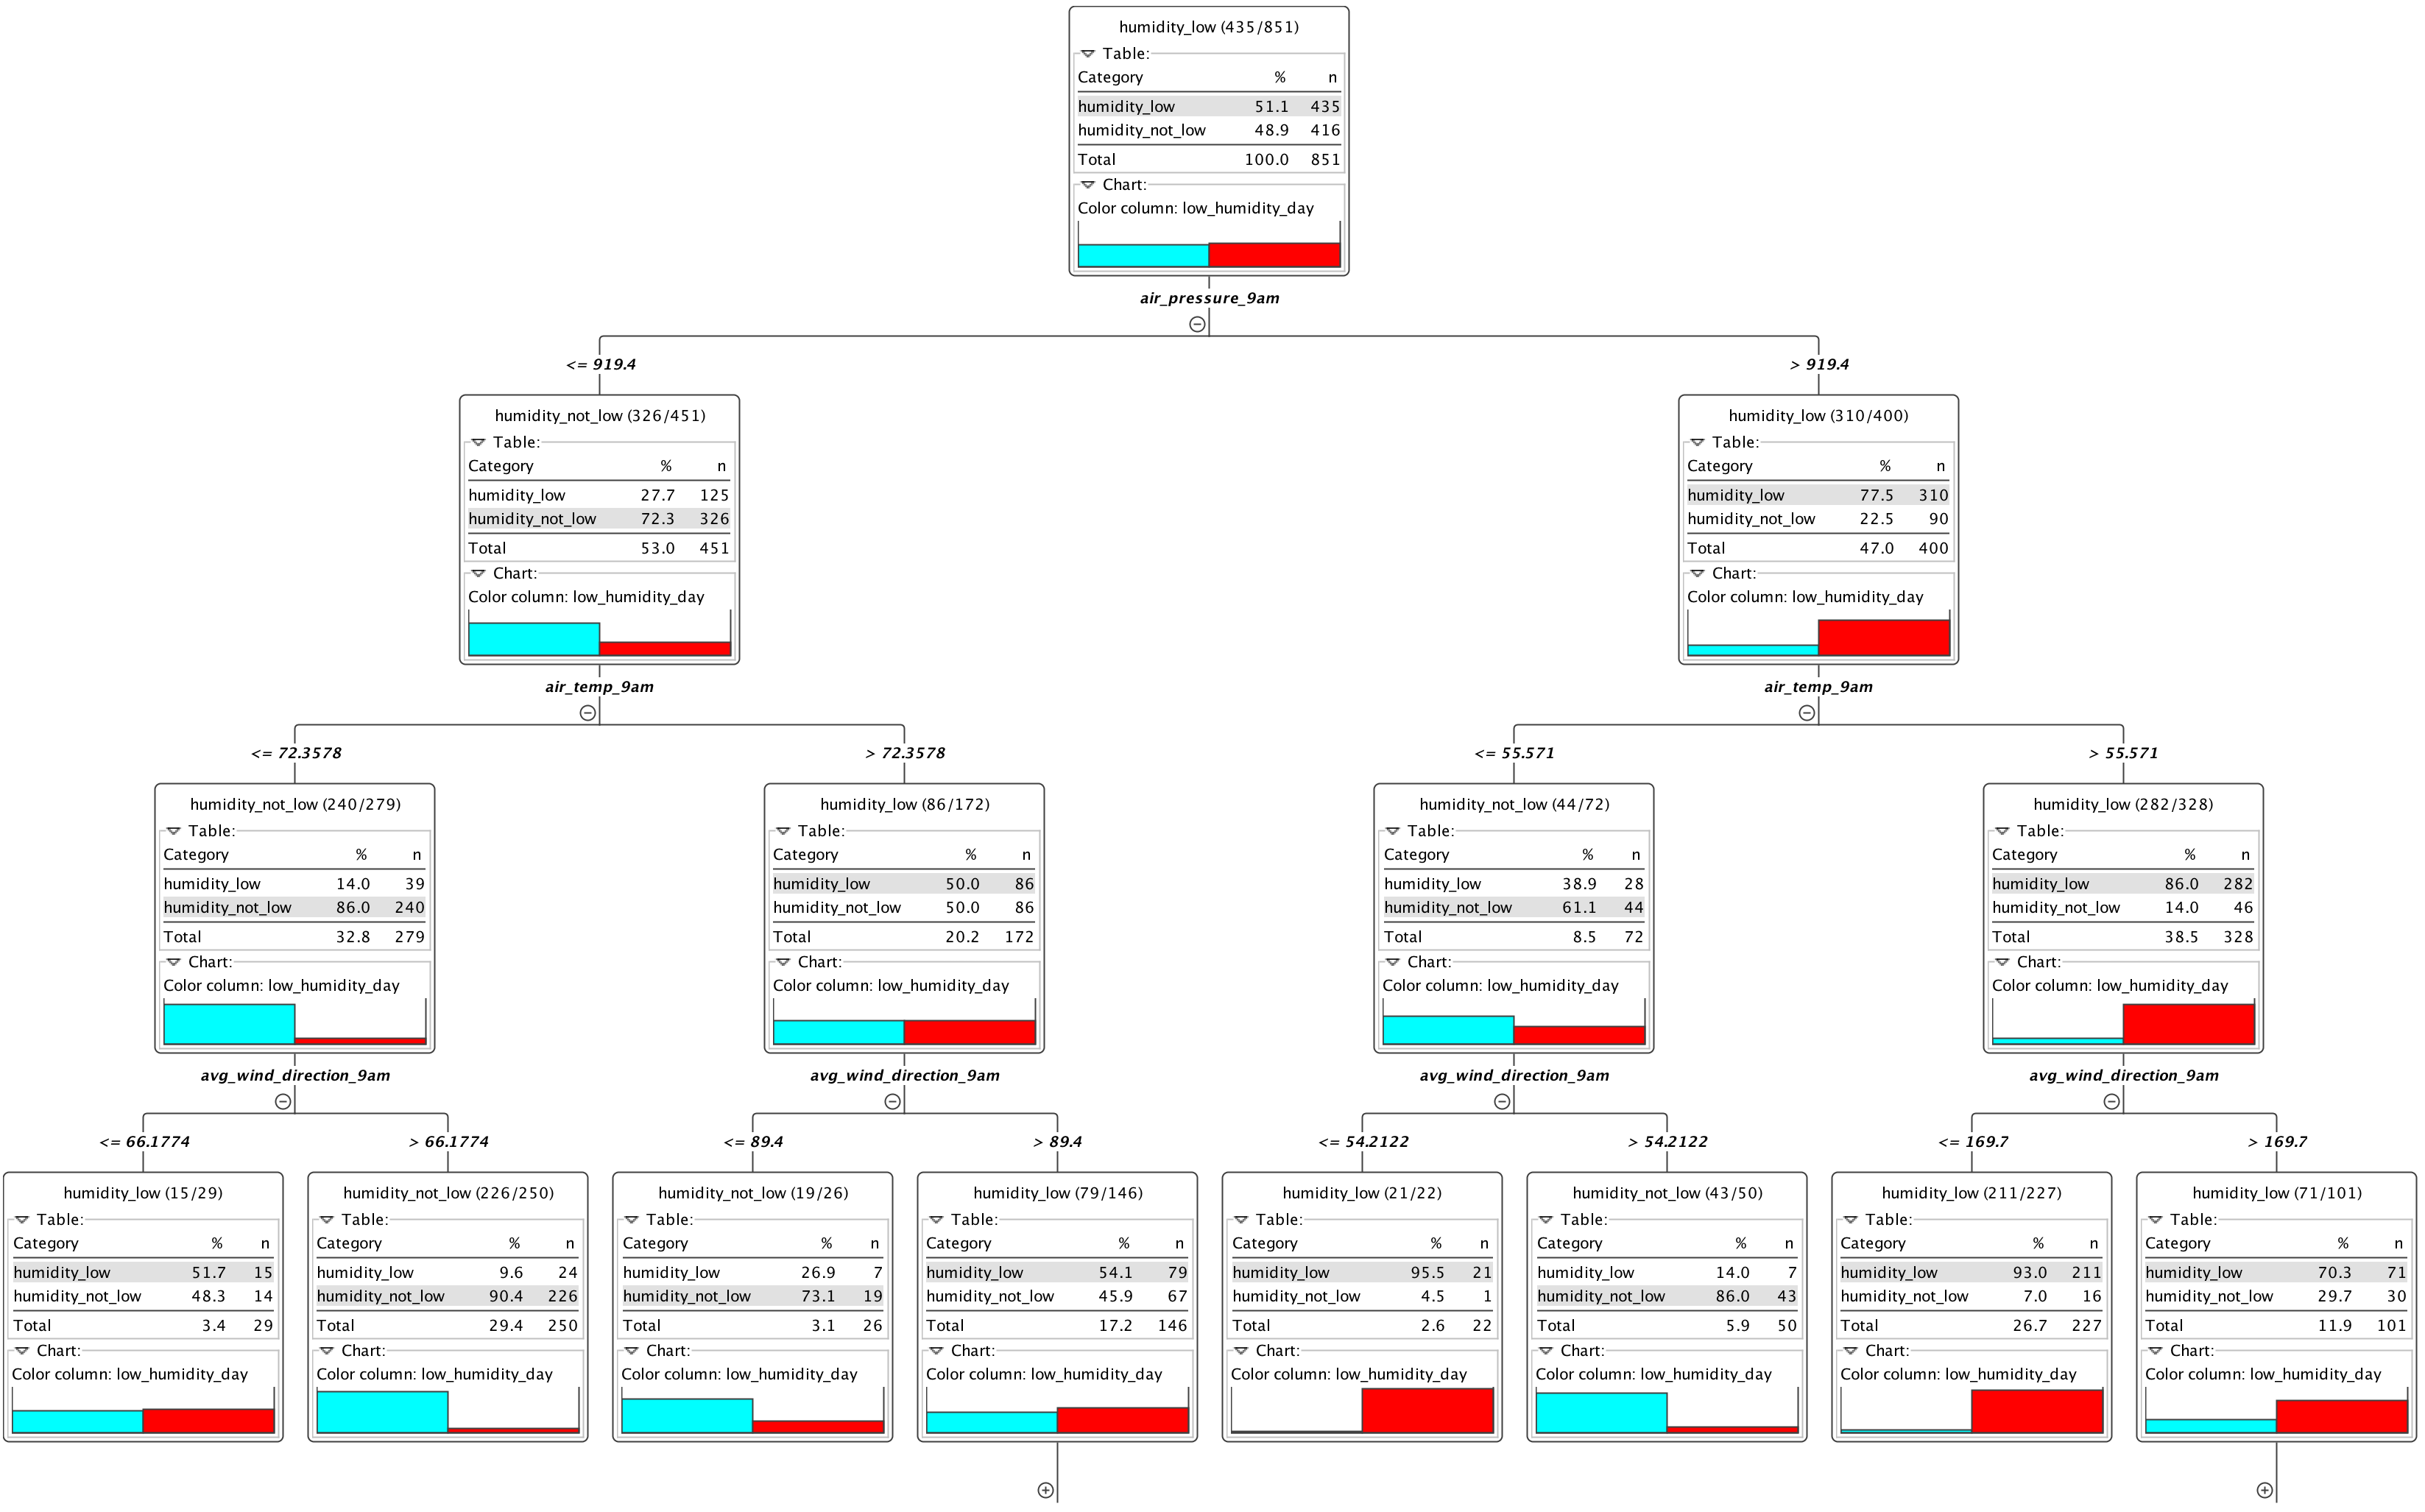 humidity_low (435/851)
Table:
Category % n
humidity_low 51.1 435
humidity_not_low 48.9 416
Total 100.0 851
Chart:
Color column: low_humidity_day
air_pressure_9am
<= 919.4
> 919.4
humidity_not_low (326/451)
Table:
Category % n
humidity_low 27.7 125
humidity_not_low 72.3 326
Total 53.0 451
Chart:
Color column: low_humidity_day
air_temp_9am
humidity_low (310/400)
Table:
Category % n
humidity_low 77.5 310
humidity_not_low 22.5 90
Total 47.0 400
Chart:
Color column: low_humidity_day
air_temp_9am
<= 72.3578
> 72.3578
<= 55.571
> 55.571
humidity_not_low (240/279)
Table:
Category % n
humidity_low 14.0 39
humidity_not_low 86.0 240
Total 32.8 279
Chart:
Color column: low_humidity_day
avg_wind_direction_9am
humidity_low (86/172)
Table:
Category % n
humidity_low 50.0 86
humidity_not_low 50.0 86
Total 20.2 172
Chart:
Color column: low_humidity_day
avg_wind_direction_9am
humidity_not_low (44/72)
Table:
Category % n
humidity_low 38.9 28
humidity_not_low 61.1 44
Total 8.5 72
Chart:
Color column: low_humidity_day
avg_wind_direction_9am
humidity_low (282/328)
Table:
Category % n
humidity_low 86.0 282
humidity_not_low 14.0 46
Total 38.5 328
Chart:
Color column: low_humidity_day
avg_wind_direction_9am
<= 66.1774
> 66.1774
<= 89.4
> 89.4
<= 54.2122
> 54.2122
<= 169.7
> 169.7
humidity_low (15/29)
Table:
Category % n
humidity_low 51.7 15
humidity_not_low 48.3 14
Total 3.4 29
Chart:
Color column: low_humidity_day
humidity_not_low (226/250)
Table:
Category % n
humidity_low 9.6 24
humidity_not_low 90.4 226
Total 29.4 250
Chart:
Color column: low_humidity_day
humidity_not_low (19/26)
Table:
Category % n
humidity_low 26.9 7
humidity_not_low 73.1 19
Total 3.1 26
Chart:
Color column: low_humidity_day
humidity_low (79/146)
Table:
Category % n
humidity_low 54.1 79
humidity_not_low 45.9 67
Total 17.2 146
Chart:
Color column: low_humidity_day
humidity_low (21/22)
Table:
Category % n
humidity_low 95.5 21
humidity_not_low 4.5 1
Total 2.6 22
Chart:
Color column: low_humidity_day
humidity_not_low (43/50)
Table:
Category % n
humidity_low 14.0 7
humidity_not_low 86.0 43
Total 5.9 50
Chart:
Color column: low_humidity_day
humidity_low (211/227)
Table:
Category % n
humidity_low 93.0 211
humidity_not_low 7.0 16
Total 26.7 227
Chart:
Color column: low_humidity_day
humidity_low (71/101)
Table:
Category % n
humidity_low 70.3 71
humidity_not_low 29.7 30
Total 11.9 101
Chart:
Color column: low_humidity_day